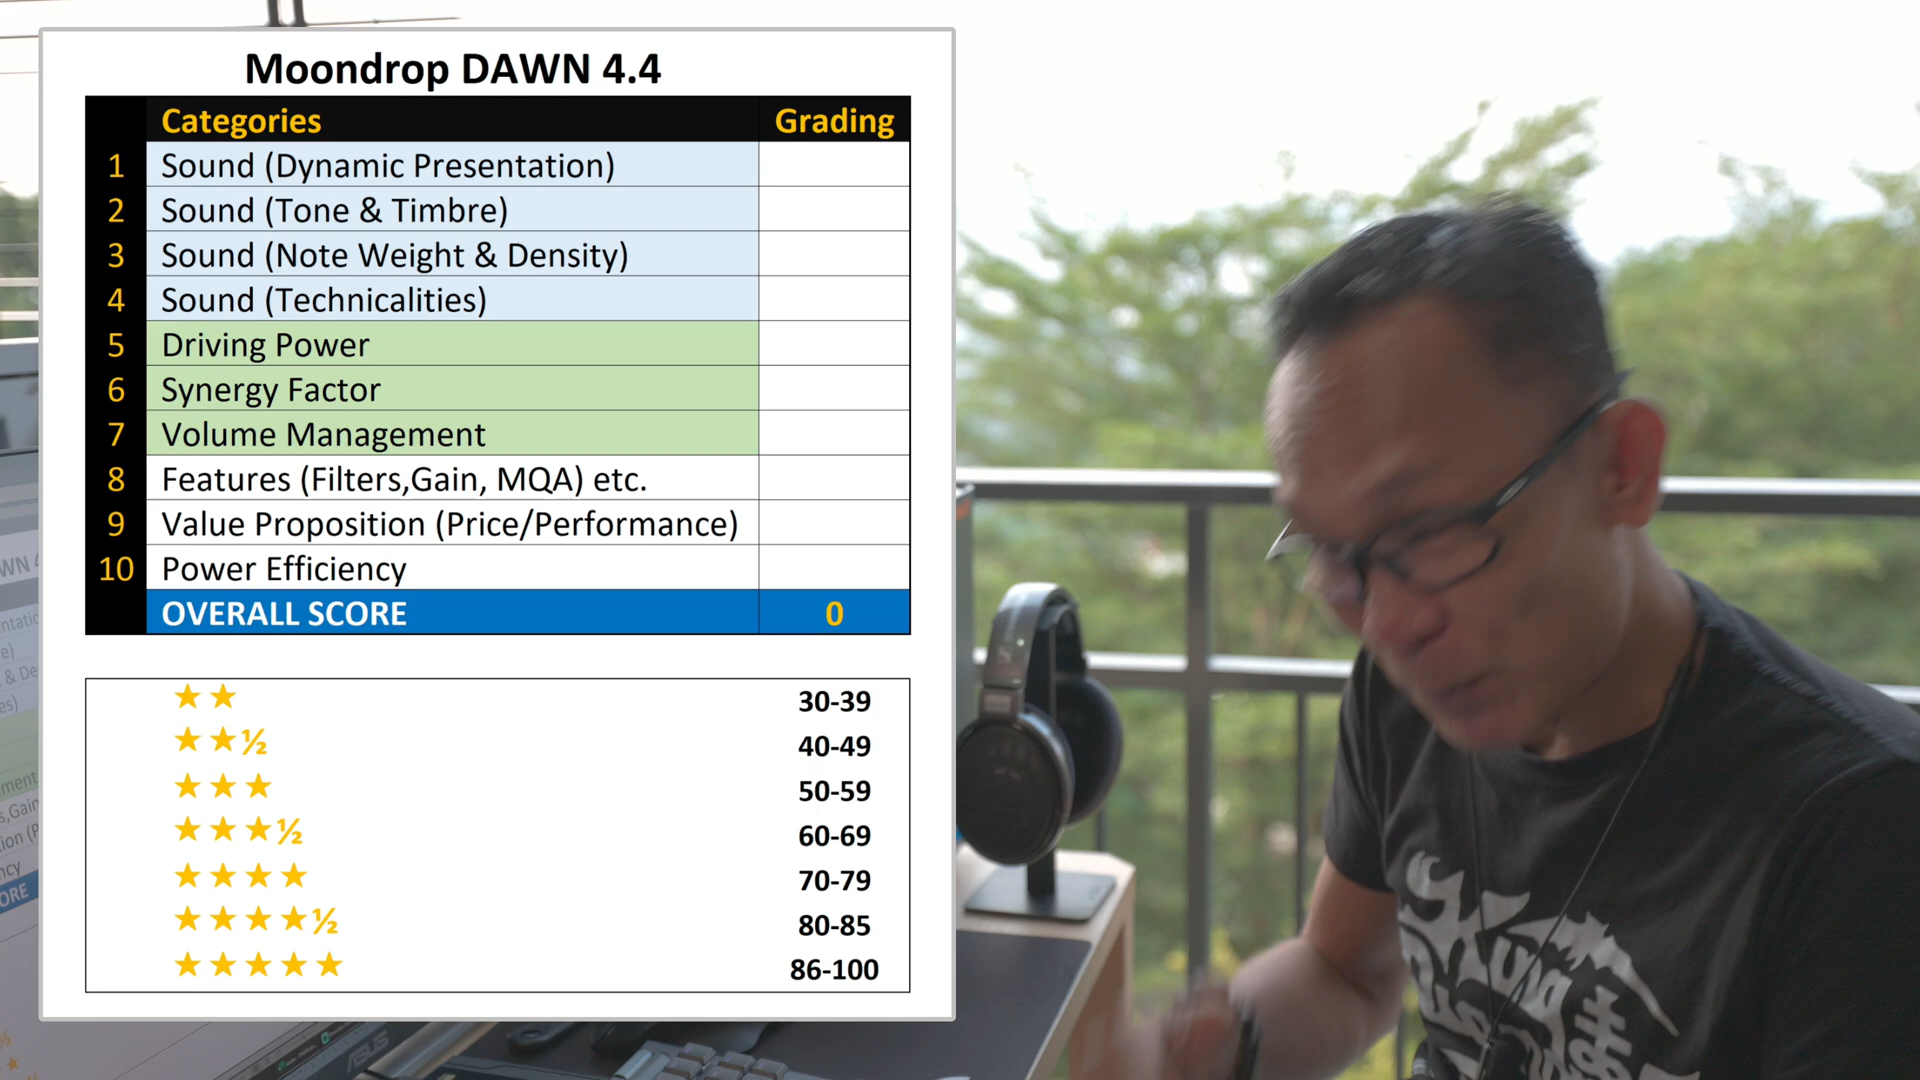 Moondrop DAWN 4.4
Categories Grading
1 Sound (Dynamic Presentation)
2 Sound (Tone & Timbre)
3 Sound (Note Weight & Density)
4 Sound (Technicalities)
5 Driving Power
6 Synergy Factor
7 Volume Management
8 Features (Filters,Gain, MQA) etc.
9 Value Proposition (Price/Performance)
10 Power Efficiency
OVERALL SCORE 0
★★ 30-39
★★½ 40-49
★★★ 50-59
★★★½ 60-69
★★★★ 70-79
★★★★½ 80-85
★★★★★ 86-100
ASUS